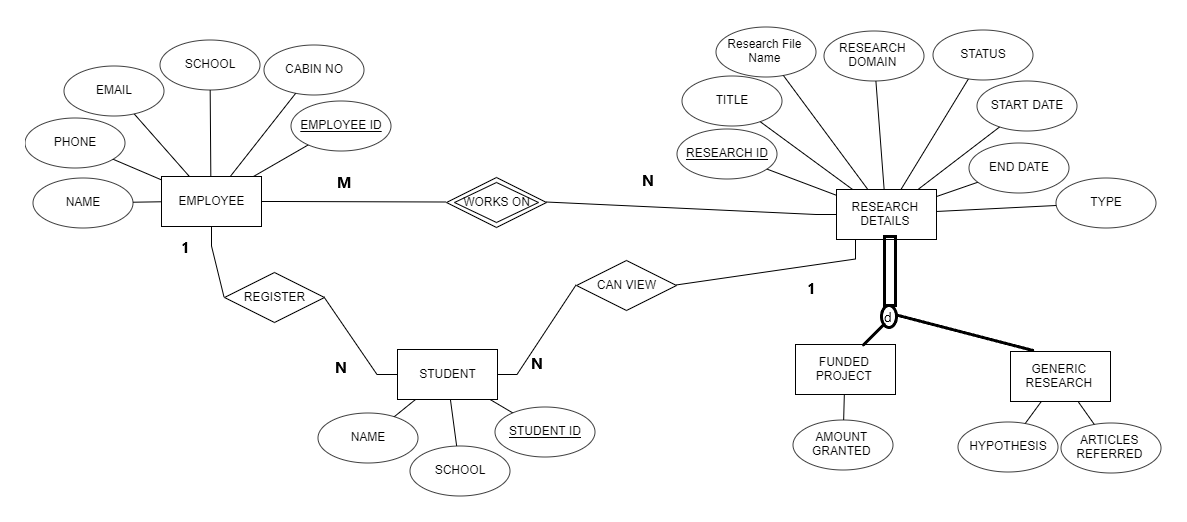 Research File
Name
RESEARCH
DOMAIN
STATUS
SCHOOL
CABIN NO
EMAIL
TITLE
START DATE
EMPLOYEE ID
PHONE
RESEARCH ID
END DATE
M
N
NAME
EMPLOYEE
WORKS ON
RESEARCH
DETAILS
TYPE
1
REGISTER
CAN VIEW
1
d
N
STUDENT
N
FUNDED
PROJECT
GENERIC
RESEARCH
NAME
STUDENT ID
SCHOOL
AMOUNT
GRANTED
HYPOTHESIS
ARTICLES
REFERRED